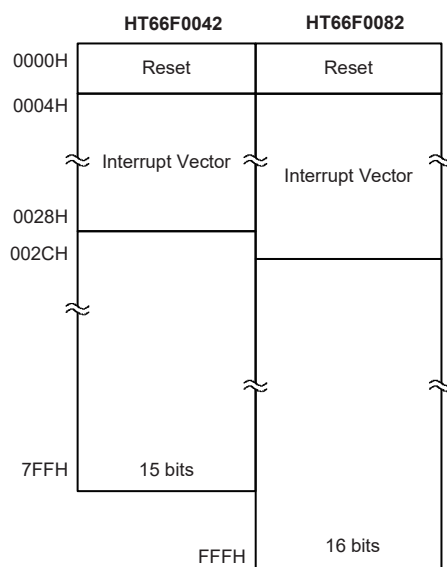 HT66F0042 HT66F0082
0000H Reset Reset
0004H
Interrupt Vector
Interrupt Vector
0028H
002CH
7FFH 15 bits
FFFH 16 bits